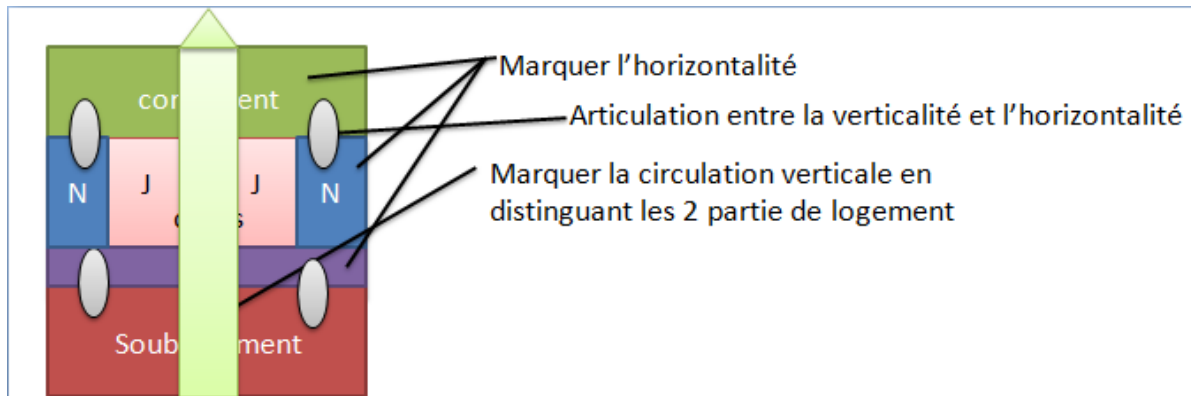 Marquer l’horizontalité
Articulation entre la verticalité et l’horizontalité
N
J
J
N
Marquer la circulation verticale en
distinguant les 2 partie de logement